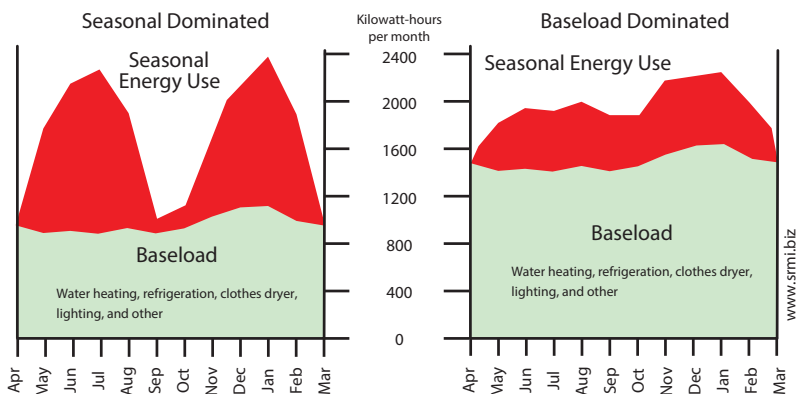 Seasonal Dominated
Kilowatt-hours
per month
Baseload Dominated
Seasonal
Energy Use
Seasonal Energy Use
2400
2000
1600
1200
800
400
0
Baseload
Water heating, refrigeration, clothes dryer,
lighting, and other
Baseload
Water heating, refrigeration, clothes dryer,
lighting, and other
www.srmi.biz
Apr May Jun Jul Aug Sep Oct Nov Dec Jan Feb Mar
Apr May Jun Jul Aug Sep Oct Nov Dec Jan Feb Mar